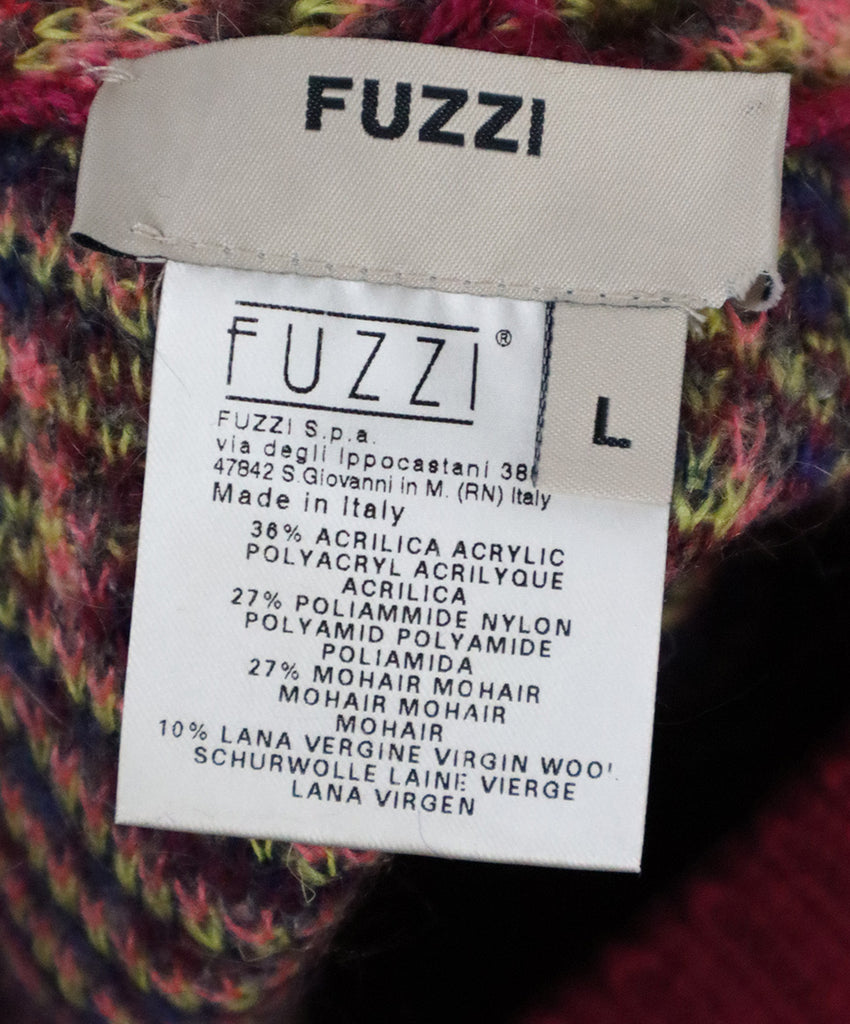 FUZZI
FUZZI®
L
FUZZI S.p.a.
via degli Ippocastani 38
47842 S.Giovanni in M. (RN) Italy
Made in Italy
36% ACRILICA ACRYLIC
POLYACRYL ACRILYQUE
ACRILICA
27% POLIAMMIDE NYLON
POLYAMID POLYAMIDE
POLIAMIDA
27% MOHAIR MOHAIR
MOHAIR MOHAIR
MOHAIR
10% LANA VERGINE VIRGIN WOOL
SCHURWOLLE LAINE VIERGE
LANA VIRGEN